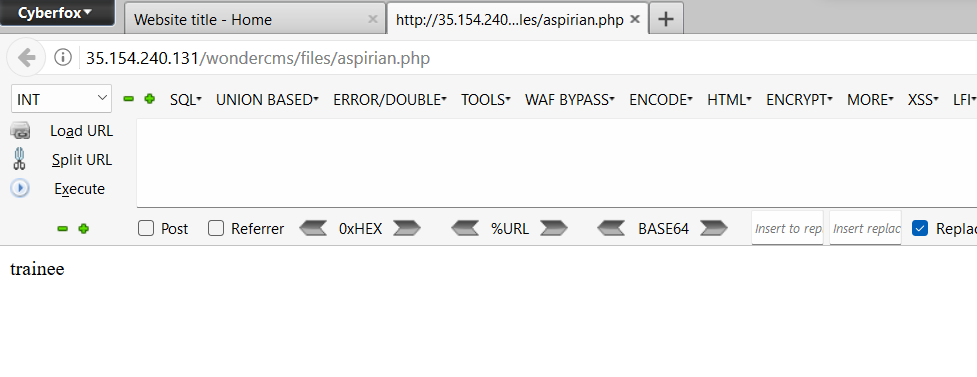 Cyberfox
Website title - Home
http://35.154.240...les/aspirian.php
35.154.240.131/wondercms/files/aspirian.php
INT SQL UNION BASED ERROR/DOUBLE TOOLS WAF BYPASS ENCODE HTML ENCRYPT MORE XSS LFI
Load URL
Split URL
Execute
Post Referrer 0xHEX %URL BASE64 Insert to rep Insert replac Replac
trainee